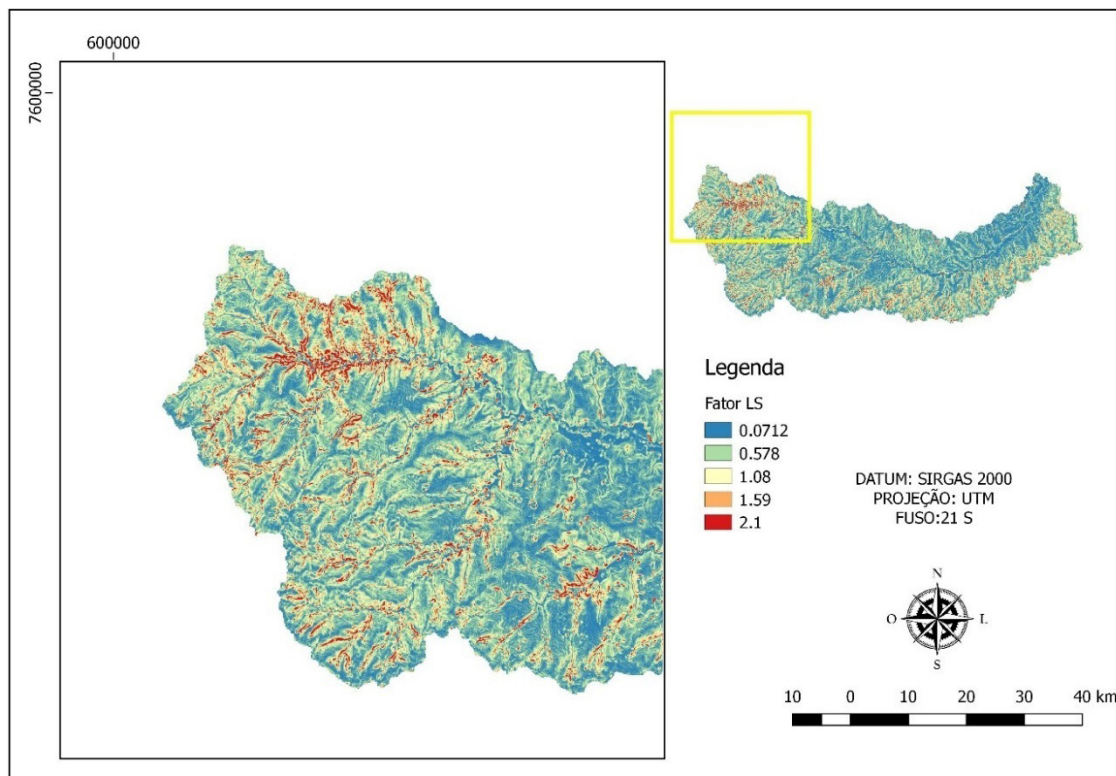 600000
7600000
Legenda
Fator LS
0.0712
0.578
1.08
1.59
2.1
DATUM: SIRGAS 2000
PROJEÇÃO: UTM
FUSO:21 S
N
O
L
S
10 0 10 20 30 40 km